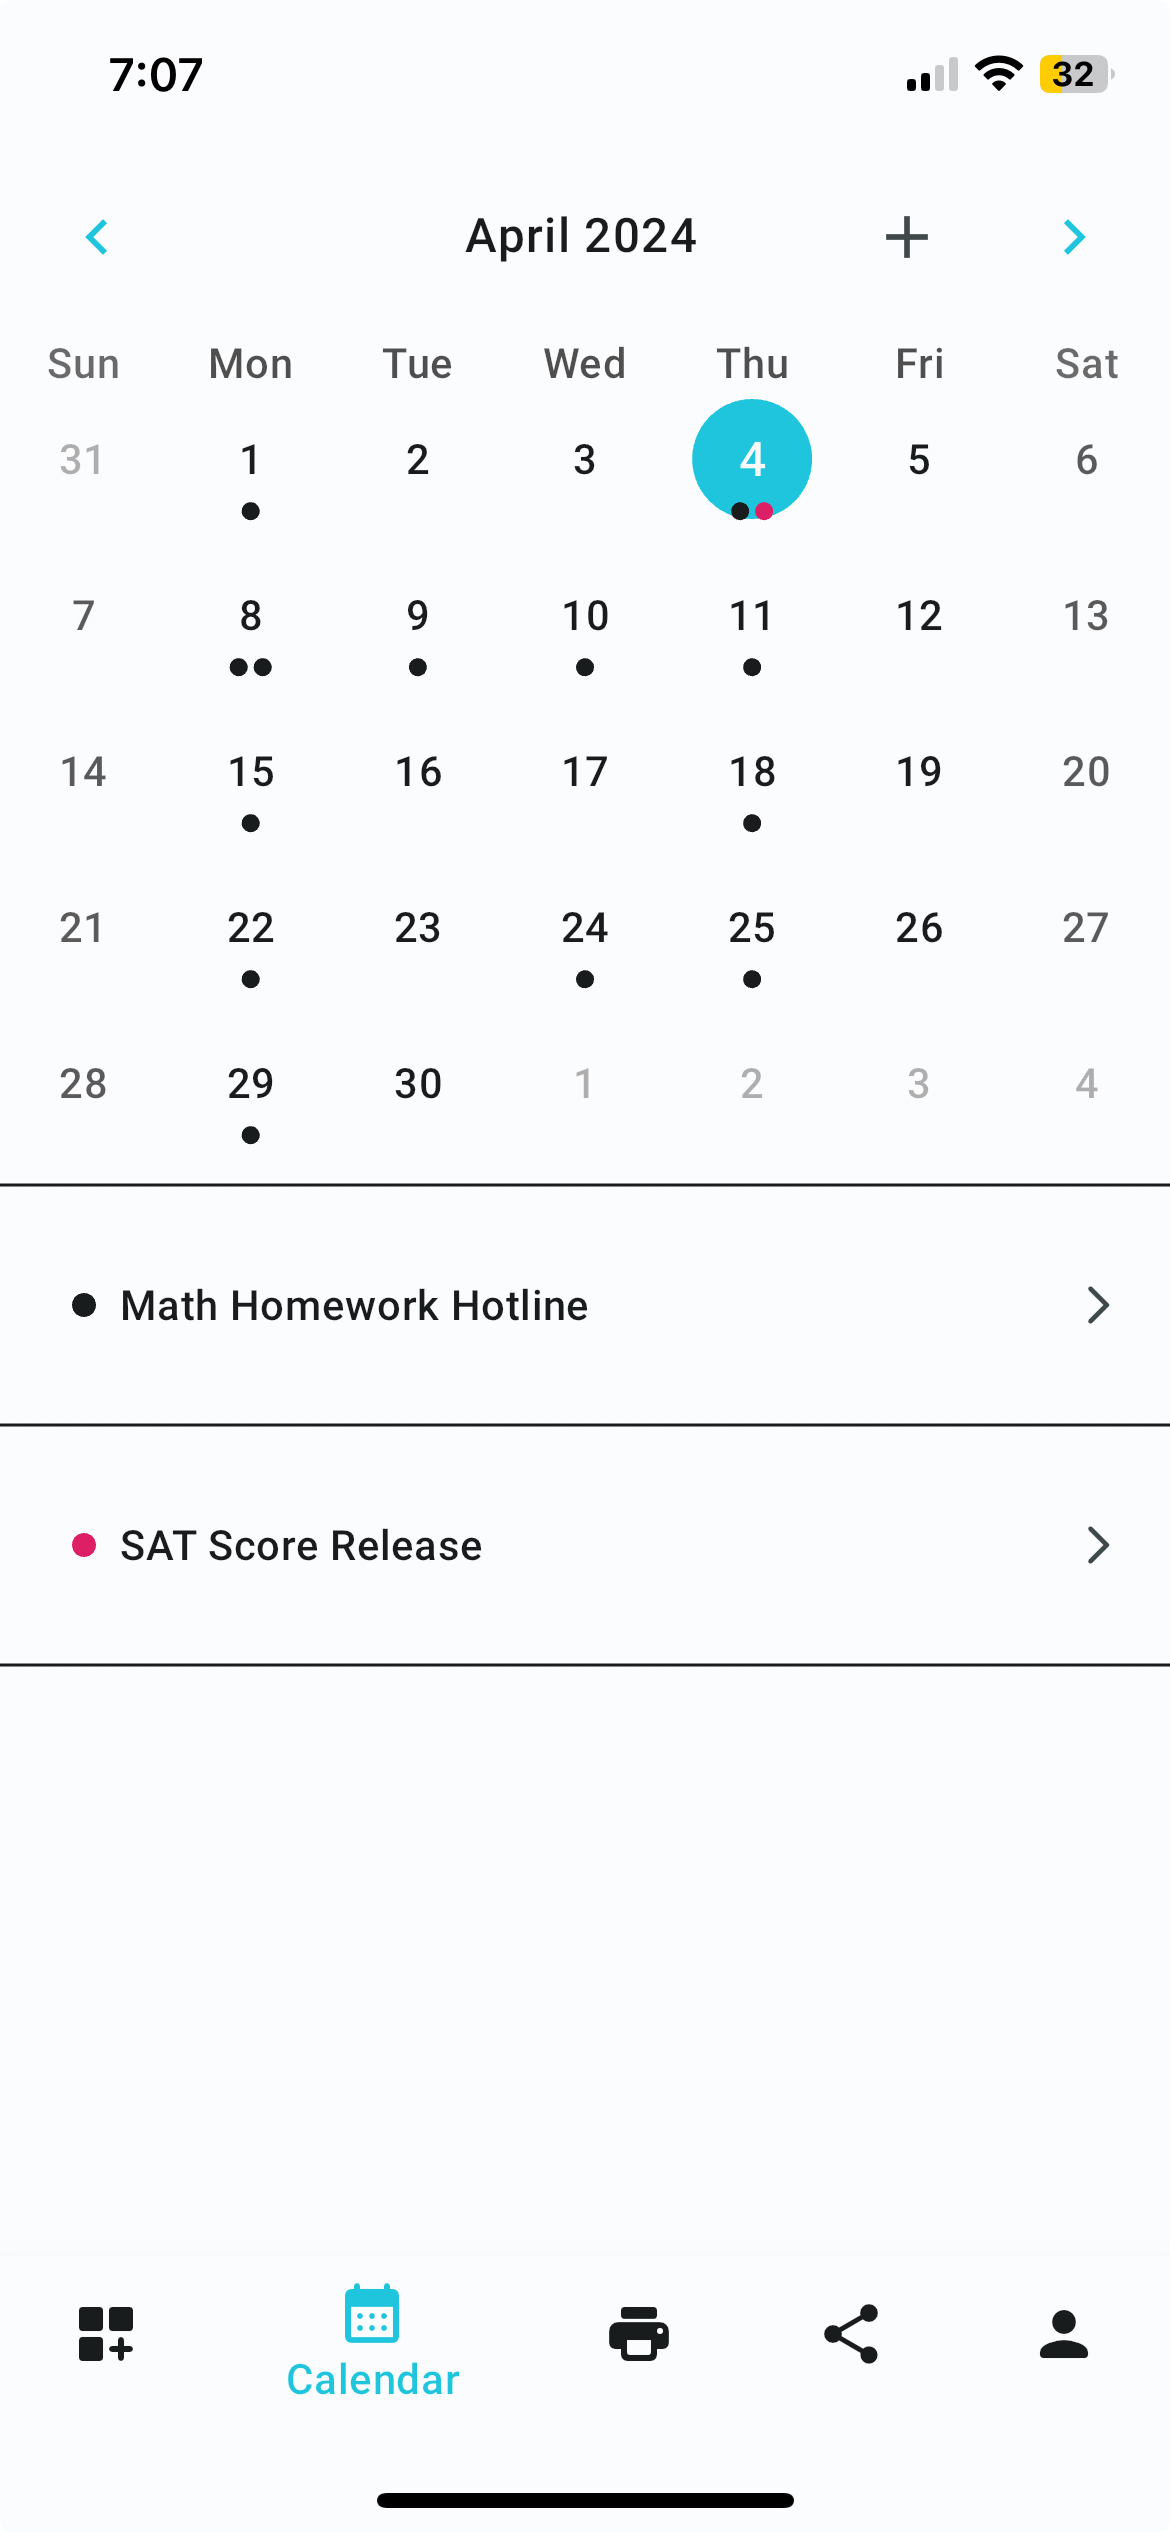 7:07
32
April 2024
Sun Mon Tue Wed Thu Fri Sat
31 1 2 3 4 5 6
7 8 9 10 11 12 13
14 15 16 17 18 19 20
21 22 23 24 25 26 27
28 29 30 1 2 3 4
Math Homework Hotline
SAT Score Release
Calendar